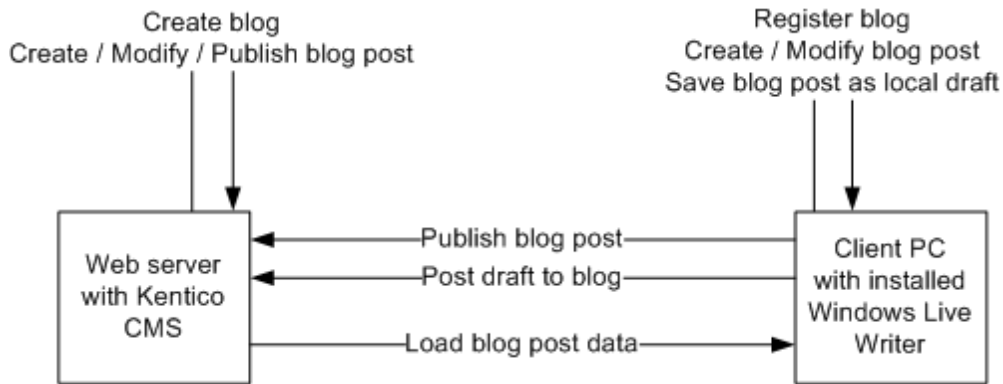 Create blog
Create / Modify / Publish blog post
Register blog
Create / Modify blog post
Save blog post as local draft
Web server
with Kentico
CMS
Publish blog post
Post draft to blog
Load blog post data
Client PC
with installed
Windows Live
Writer